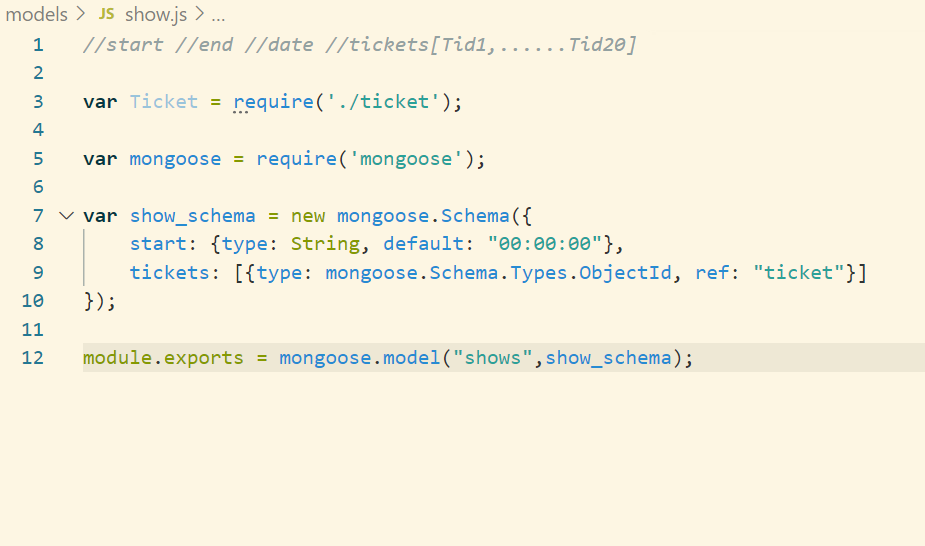 models > JS show.js > ...
1 //start //end //date //tickets[Tid1,......Tid20]
2
3 var Ticket = require('./ticket');
4
5 var mongoose = require('mongoose');
6
7 var show_schema = new mongoose.Schema({
8     start: {type: String, default: "00:00:00"},
9     tickets: [{type: mongoose.Schema.Types.ObjectId, ref: "ticket"}]
10 });
11
12 module.exports = mongoose.model("shows",show_schema);